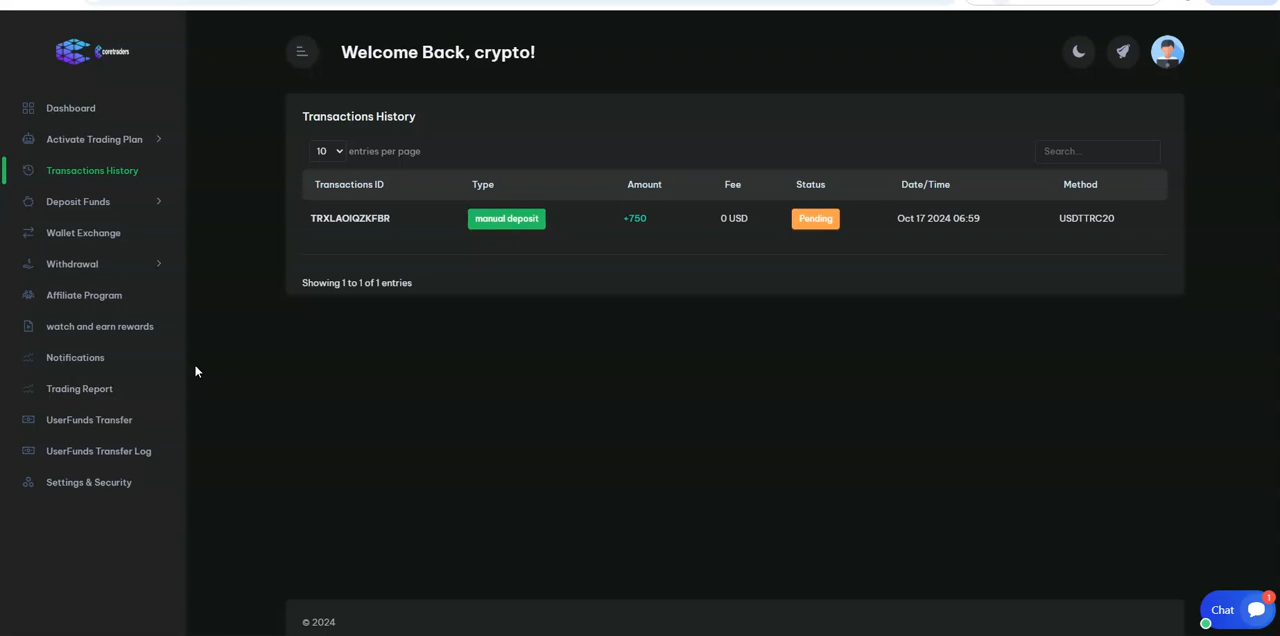 coretraders
Welcome Back, crypto!
Dashboard
Activate Trading Plan
Transactions History
Deposit Funds
Wallet Exchange
Withdrawal
Affiliate Program
watch and earn rewards
Notifications
Trading Report
UserFunds Transfer
UserFunds Transfer Log
Settings & Security
Transactions History
10 entries per page
Search...
Transactions ID Type Amount Fee Status Date/Time Method
TRXLAOIQZKFBR manual deposit +750 0 USD Pending Oct 17 2024 06:59 USDTTRC20
Showing 1 to 1 of 1 entries
© 2024
Chat
1